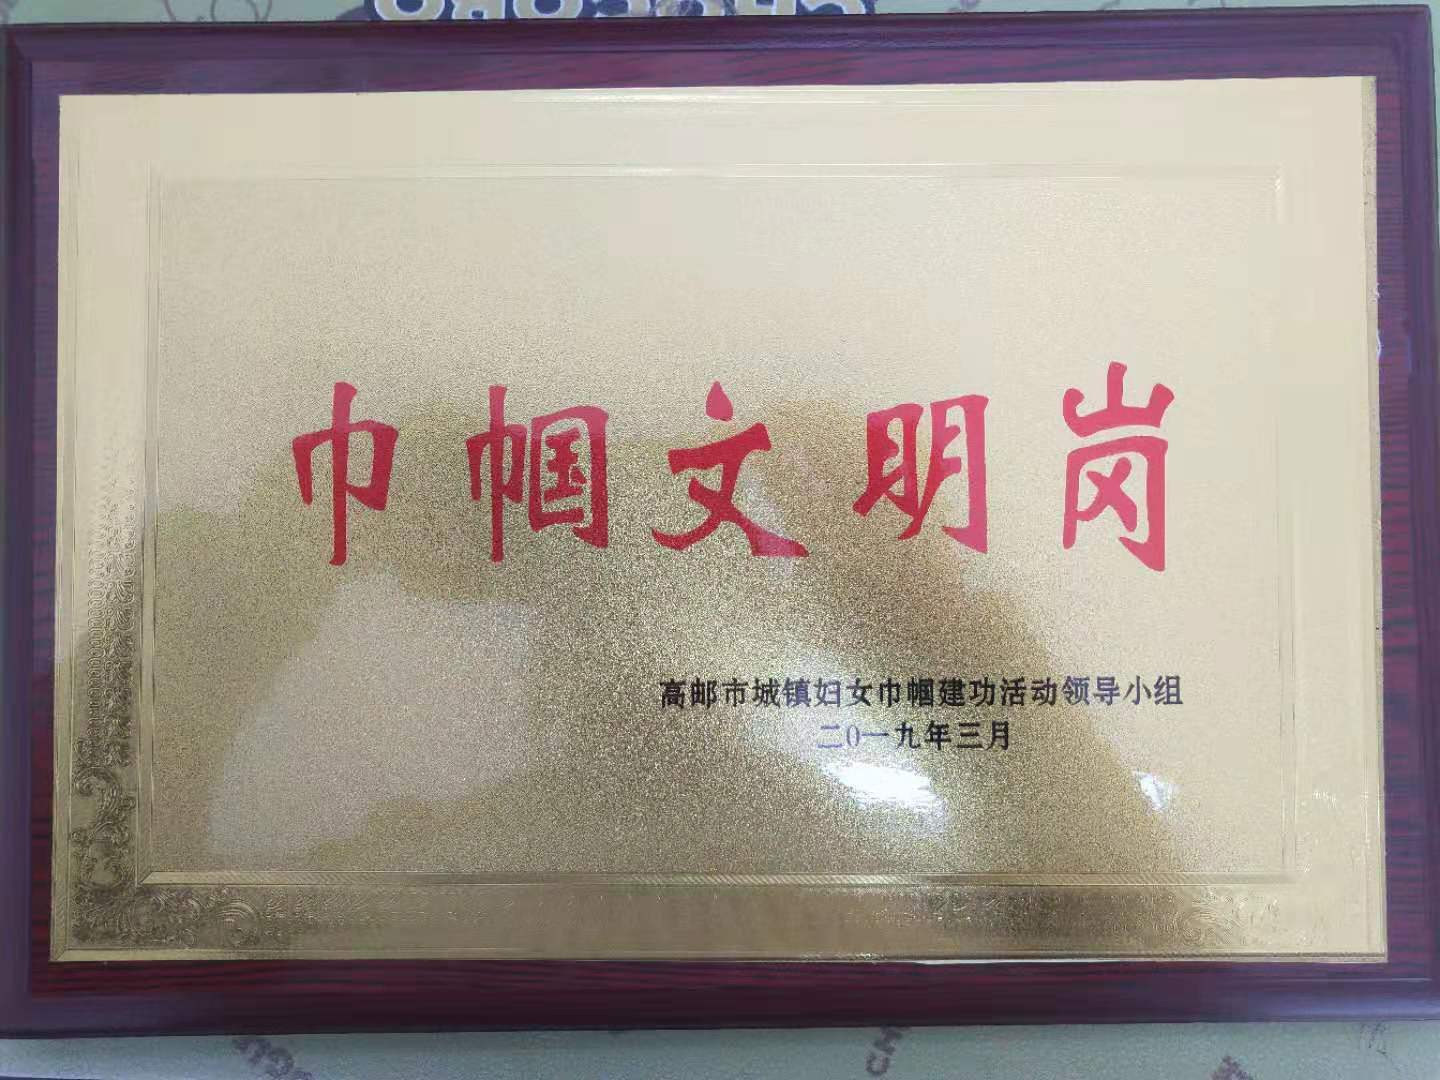 巾帼文明岗
高邮市城镇妇女巾帼建功活动领导小组
二0一九年三月